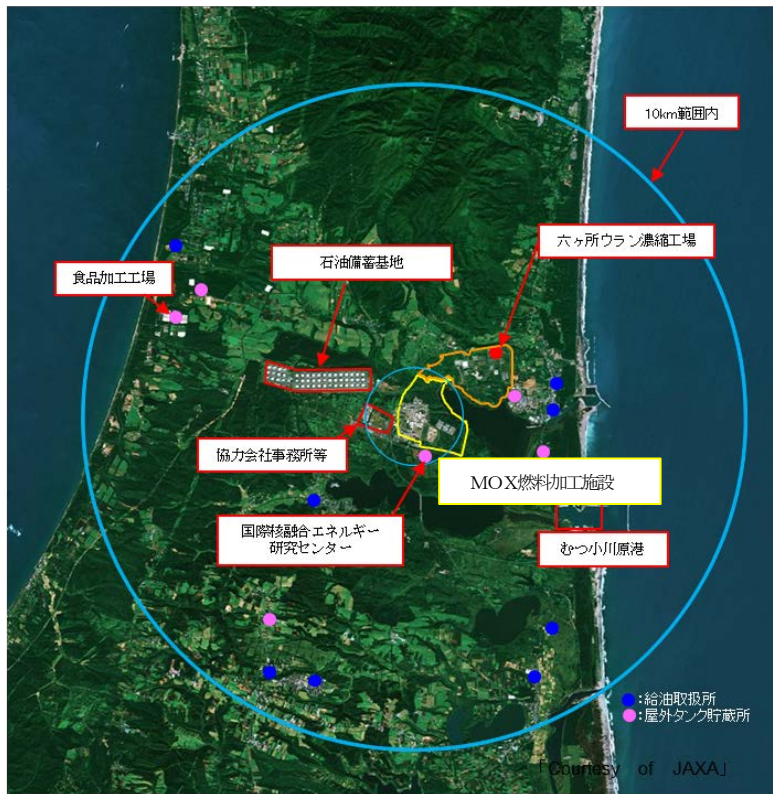 10km範囲内
六ヶ所ウラン濃縮工場
石油備蓄基地
食品加工工場
協力会社事務所等
MOX燃料加工施設
国際核融合エネルギー
研究センター
むつ小川原港
：給油取扱所
：屋外タンク貯蔵所
「Courtesy of JAXA」